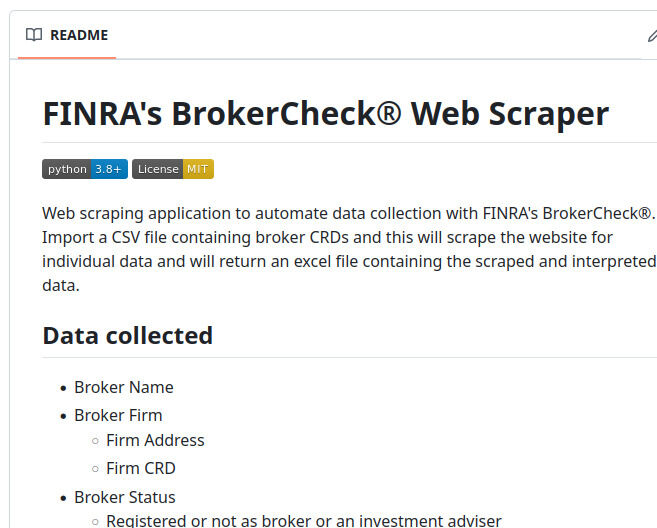 README
FINRA's BrokerCheck® Web Scraper
python 3.8+ License MIT
Web scraping application to automate data collection with FINRA's BrokerCheck®.
Import a CSV file containing broker CRDs and this will scrape the website for
individual data and will return an excel file containing the scraped and interpreted
data.
Data collected
• Broker Name
• Broker Firm
○ Firm Address
○ Firm CRD
• Broker Status
○ Registered or not as broker or an investment adviser